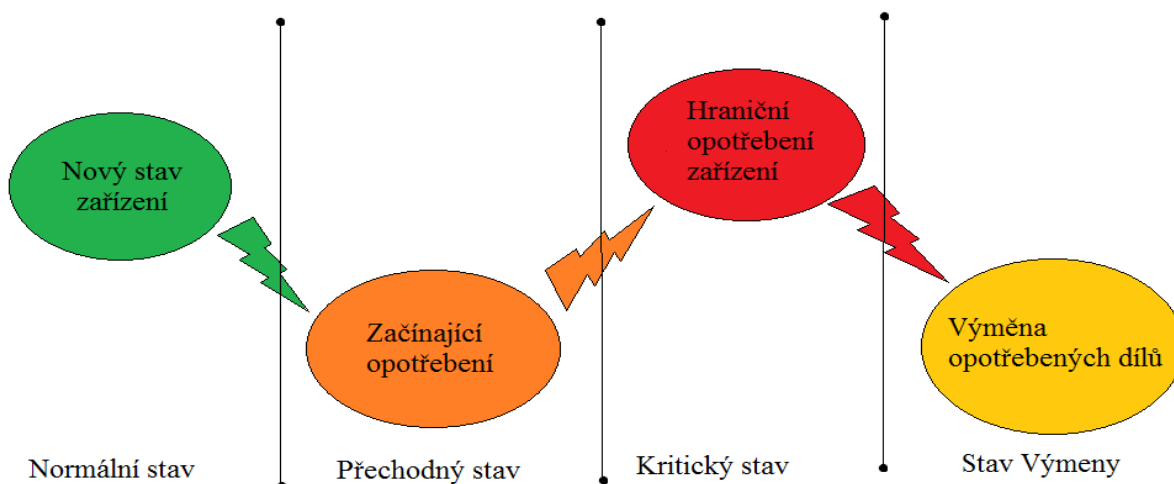 Nový stav
zařízení
Začínající
opotřebení
Hraniční
opotřebení
zařízení
Výměna
opotřebených dílů
Normální stav
Přechodný stav
Kritický stav
Stav Výmeny